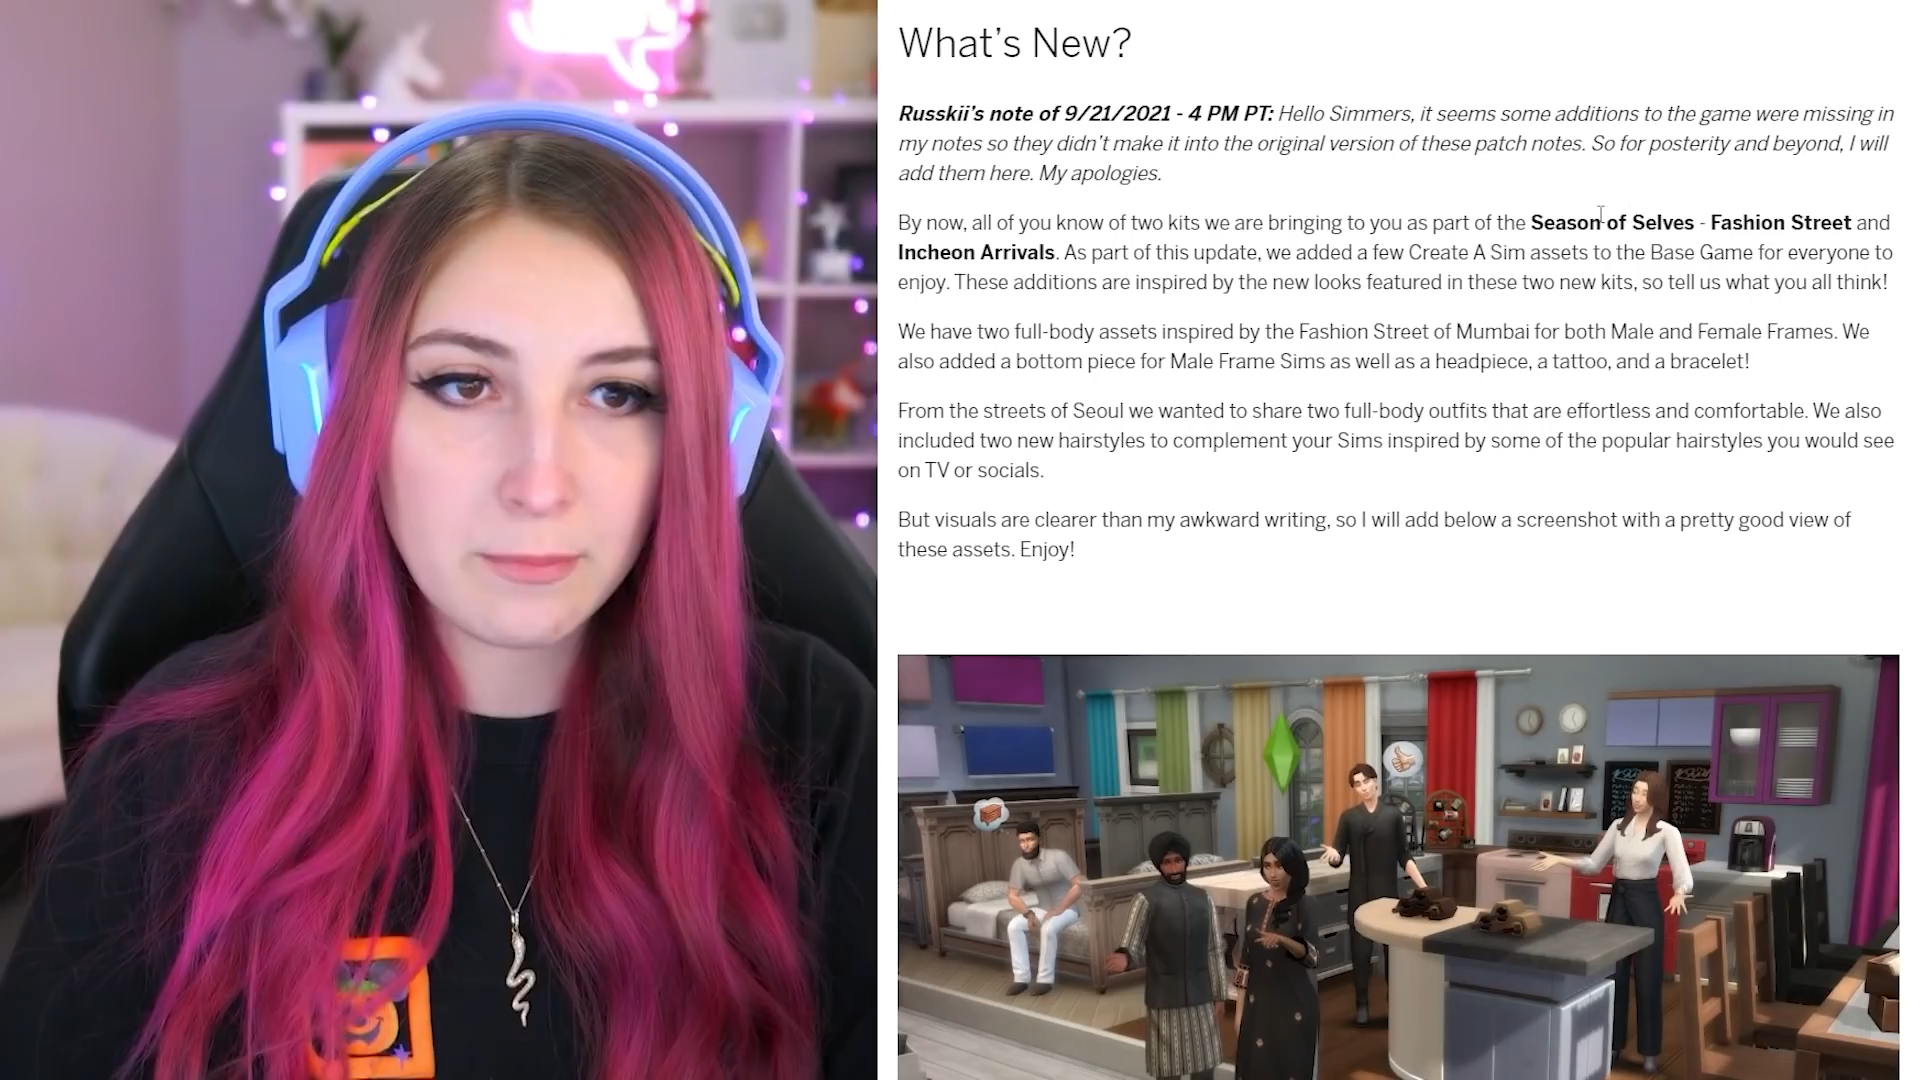 What's New?
Russkii's note of 9/21/2021 - 4 PM PT: Hello Simmers, it seems some additions to the game were missing in
my notes so they didn't make it into the original version of these patch notes. So for posterity and beyond, I will
add them here. My apologies.
By now, all of you know of two kits we are bringing to you as part of the Season of Selves - Fashion Street and
Incheon Arrivals. As part of this update, we added a few Create A Sim assets to the Base Game for everyone to
enjoy. These additions are inspired by the new looks featured in these two new kits, so tell us what you all think!
We have two full-body assets inspired by the Fashion Street of Mumbai for both Male and Female Frames. We
also added a bottom piece for Male Frame Sims as well as a headpiece, a tattoo, and a bracelet!
From the streets of Seoul we wanted to share two full-body outfits that are effortless and comfortable. We also
included two new hairstyles to complement your Sims inspired by some of the popular hairstyles you would see
on TV or socials.
But visuals are clearer than my awkward writing, so I will add below a screenshot with a pretty good view of
these assets. Enjoy!